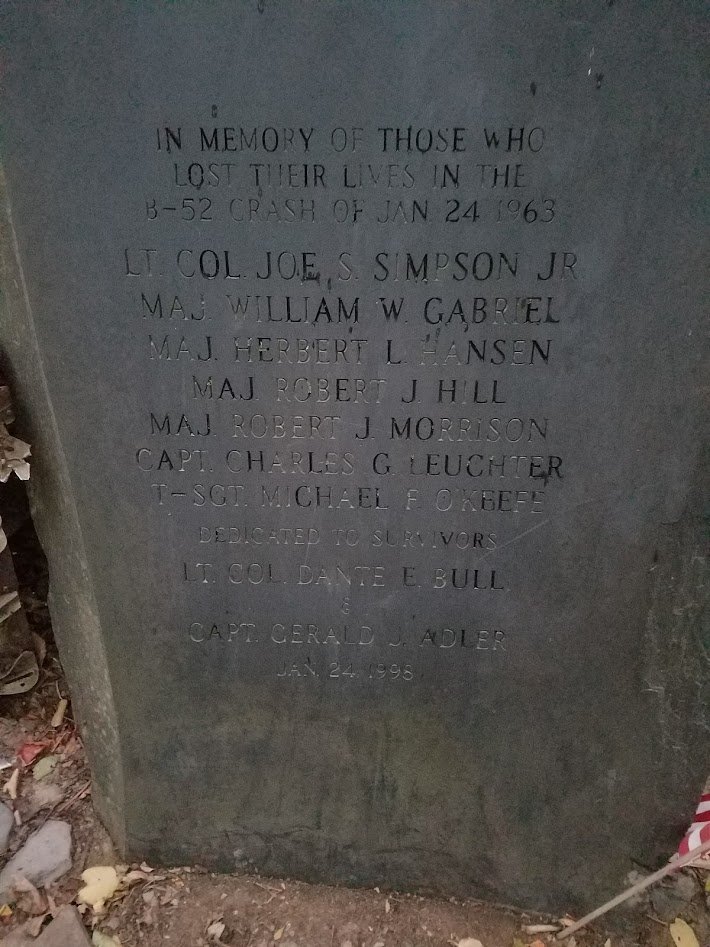 IN MEMORY OF THOSE WHO
LOST THEIR LIVES IN THE
B-52 CRASH OF JAN 24 1963
LT. COL. JOE S. SIMPSON JR
MAJ. WILLIAM W. GABRIEL
MAJ. HERBERT L. HANSEN
MAJ. ROBERT J. HILL
MAJ. ROBERT J. MORRISON
CAPT. CHARLES G. LEUCHTER
T-SGT. MICHAEL F. O'KEEFE
DEDICATED TO SURVIVORS
LT. COL. DANTE E. BULL
&
CAPT. GERALD J. ADLER
JAN. 24 1998